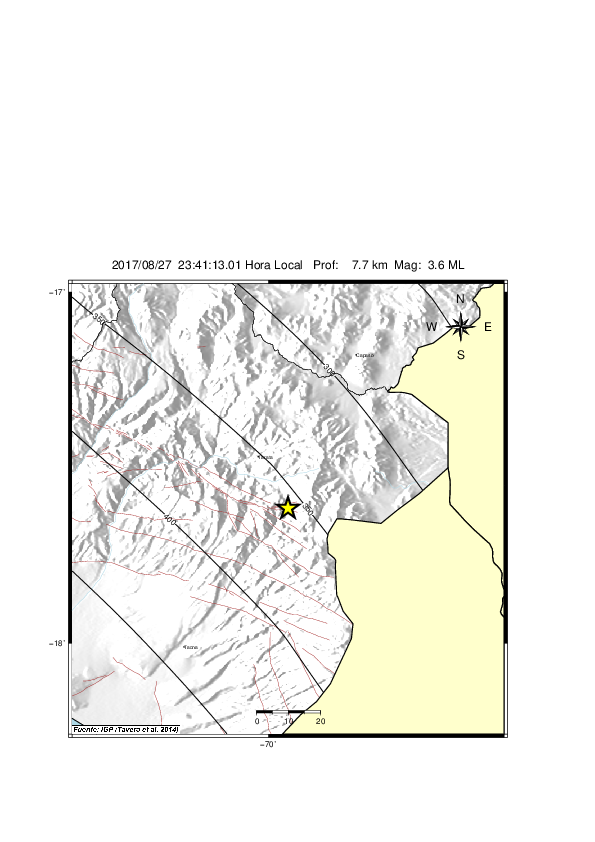 2017/08/27 23:41:13.01 Hora Local Prof: 7.7 km Mag: 3.6 ML
−17˚
N
W E
S
350
300
Tarata
350
400
−18˚
Tacna
0 10 20
Fuente: IGP (Tavera et al. 2014)
−70˚